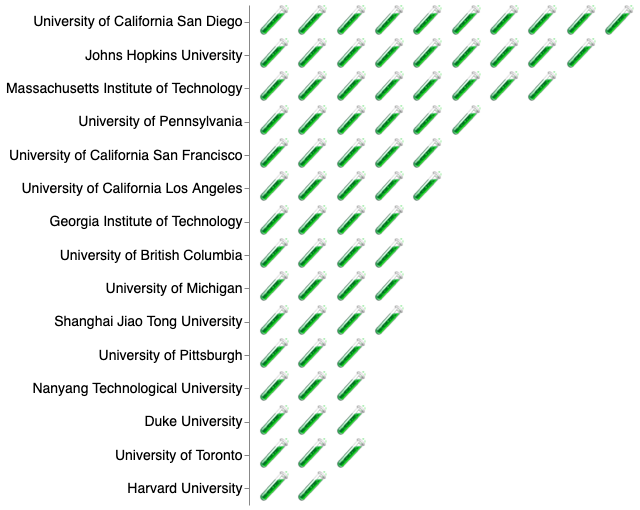 University of California San Diego
Johns Hopkins University
Massachusetts Institute of Technology
University of Pennsylvania
University of California San Francisco
University of California Los Angeles
Georgia Institute of Technology
University of British Columbia
University of Michigan
Shanghai Jiao Tong University
University of Pittsburgh
Nanyang Technological University
Duke University
University of Toronto
Harvard University